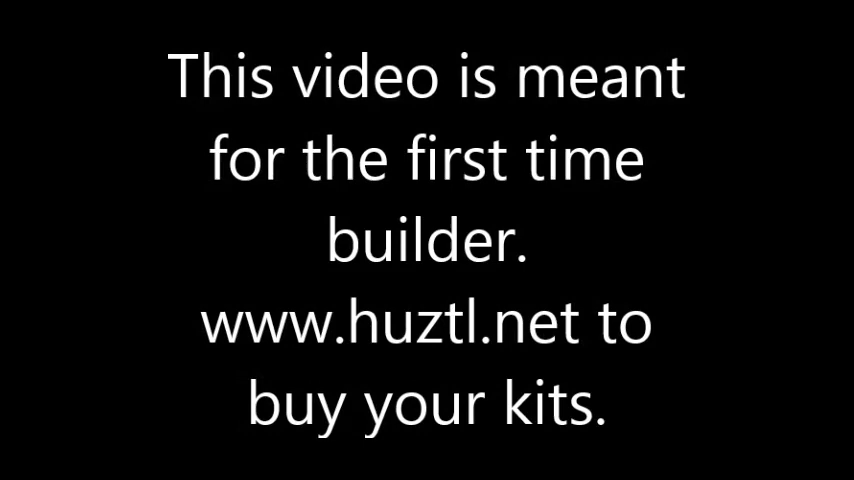 This video is meant
for the first time
builder.
www.huztl.net to
buy your kits.